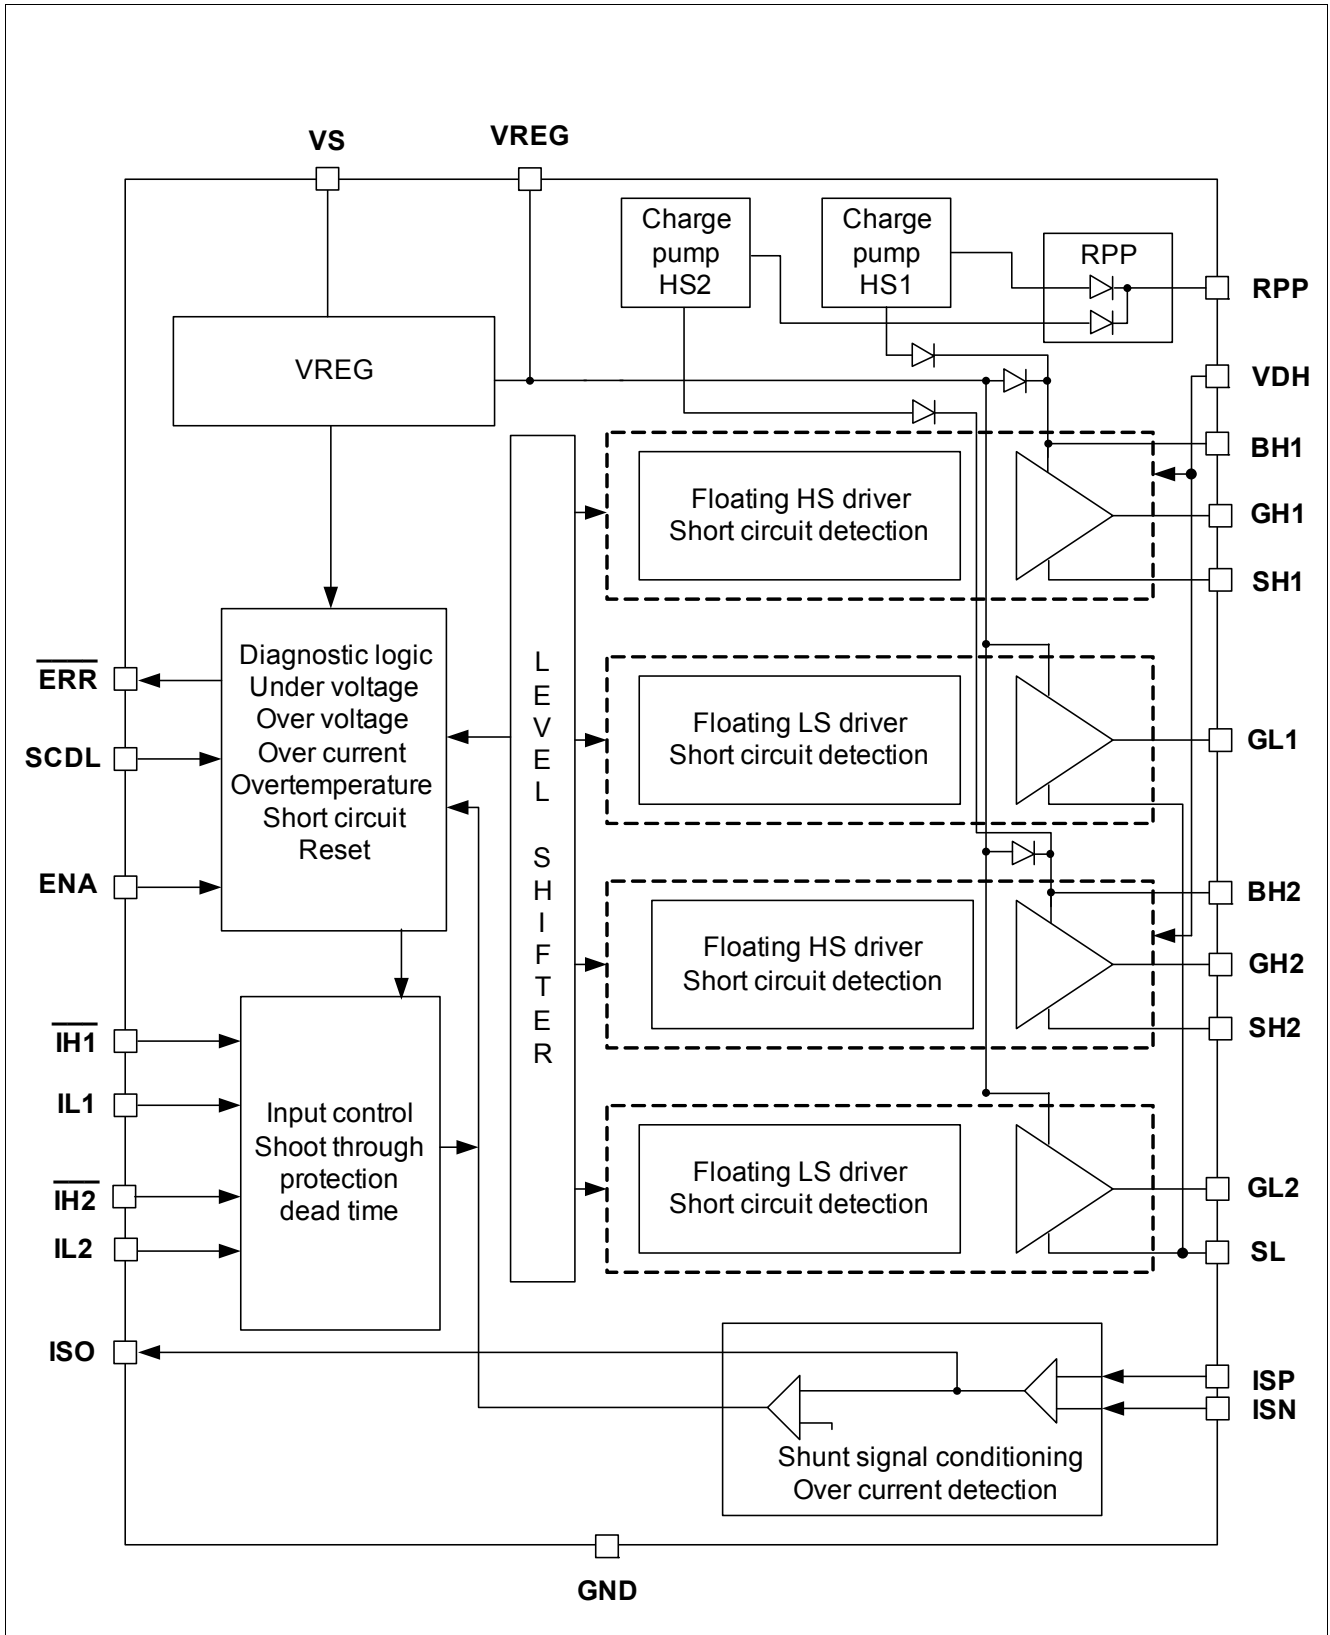 VS
VREG
Charge
pump
HS2
Charge
pump
HS1
RPP
RPP
VREG
VDH
BH1
Floating HS driver
Short circuit detection
GH1
SH1
Diagnostic logic
Under voltage
Over voltage
Over current
Overtemperature
Short circuit
Reset
ERR
SCDL
ENA
LEVEL SHIFTER
Floating LS driver
Short circuit detection
GL1
BH2
Floating HS driver
Short circuit detection
GH2
SH2
IH1
IL1
IH2
IL2
Input control
Shoot through
protection
dead time
Floating LS driver
Short circuit detection
GL2
SL
ISO
ISP
ISN
Shunt signal conditioning
Over current detection
GND